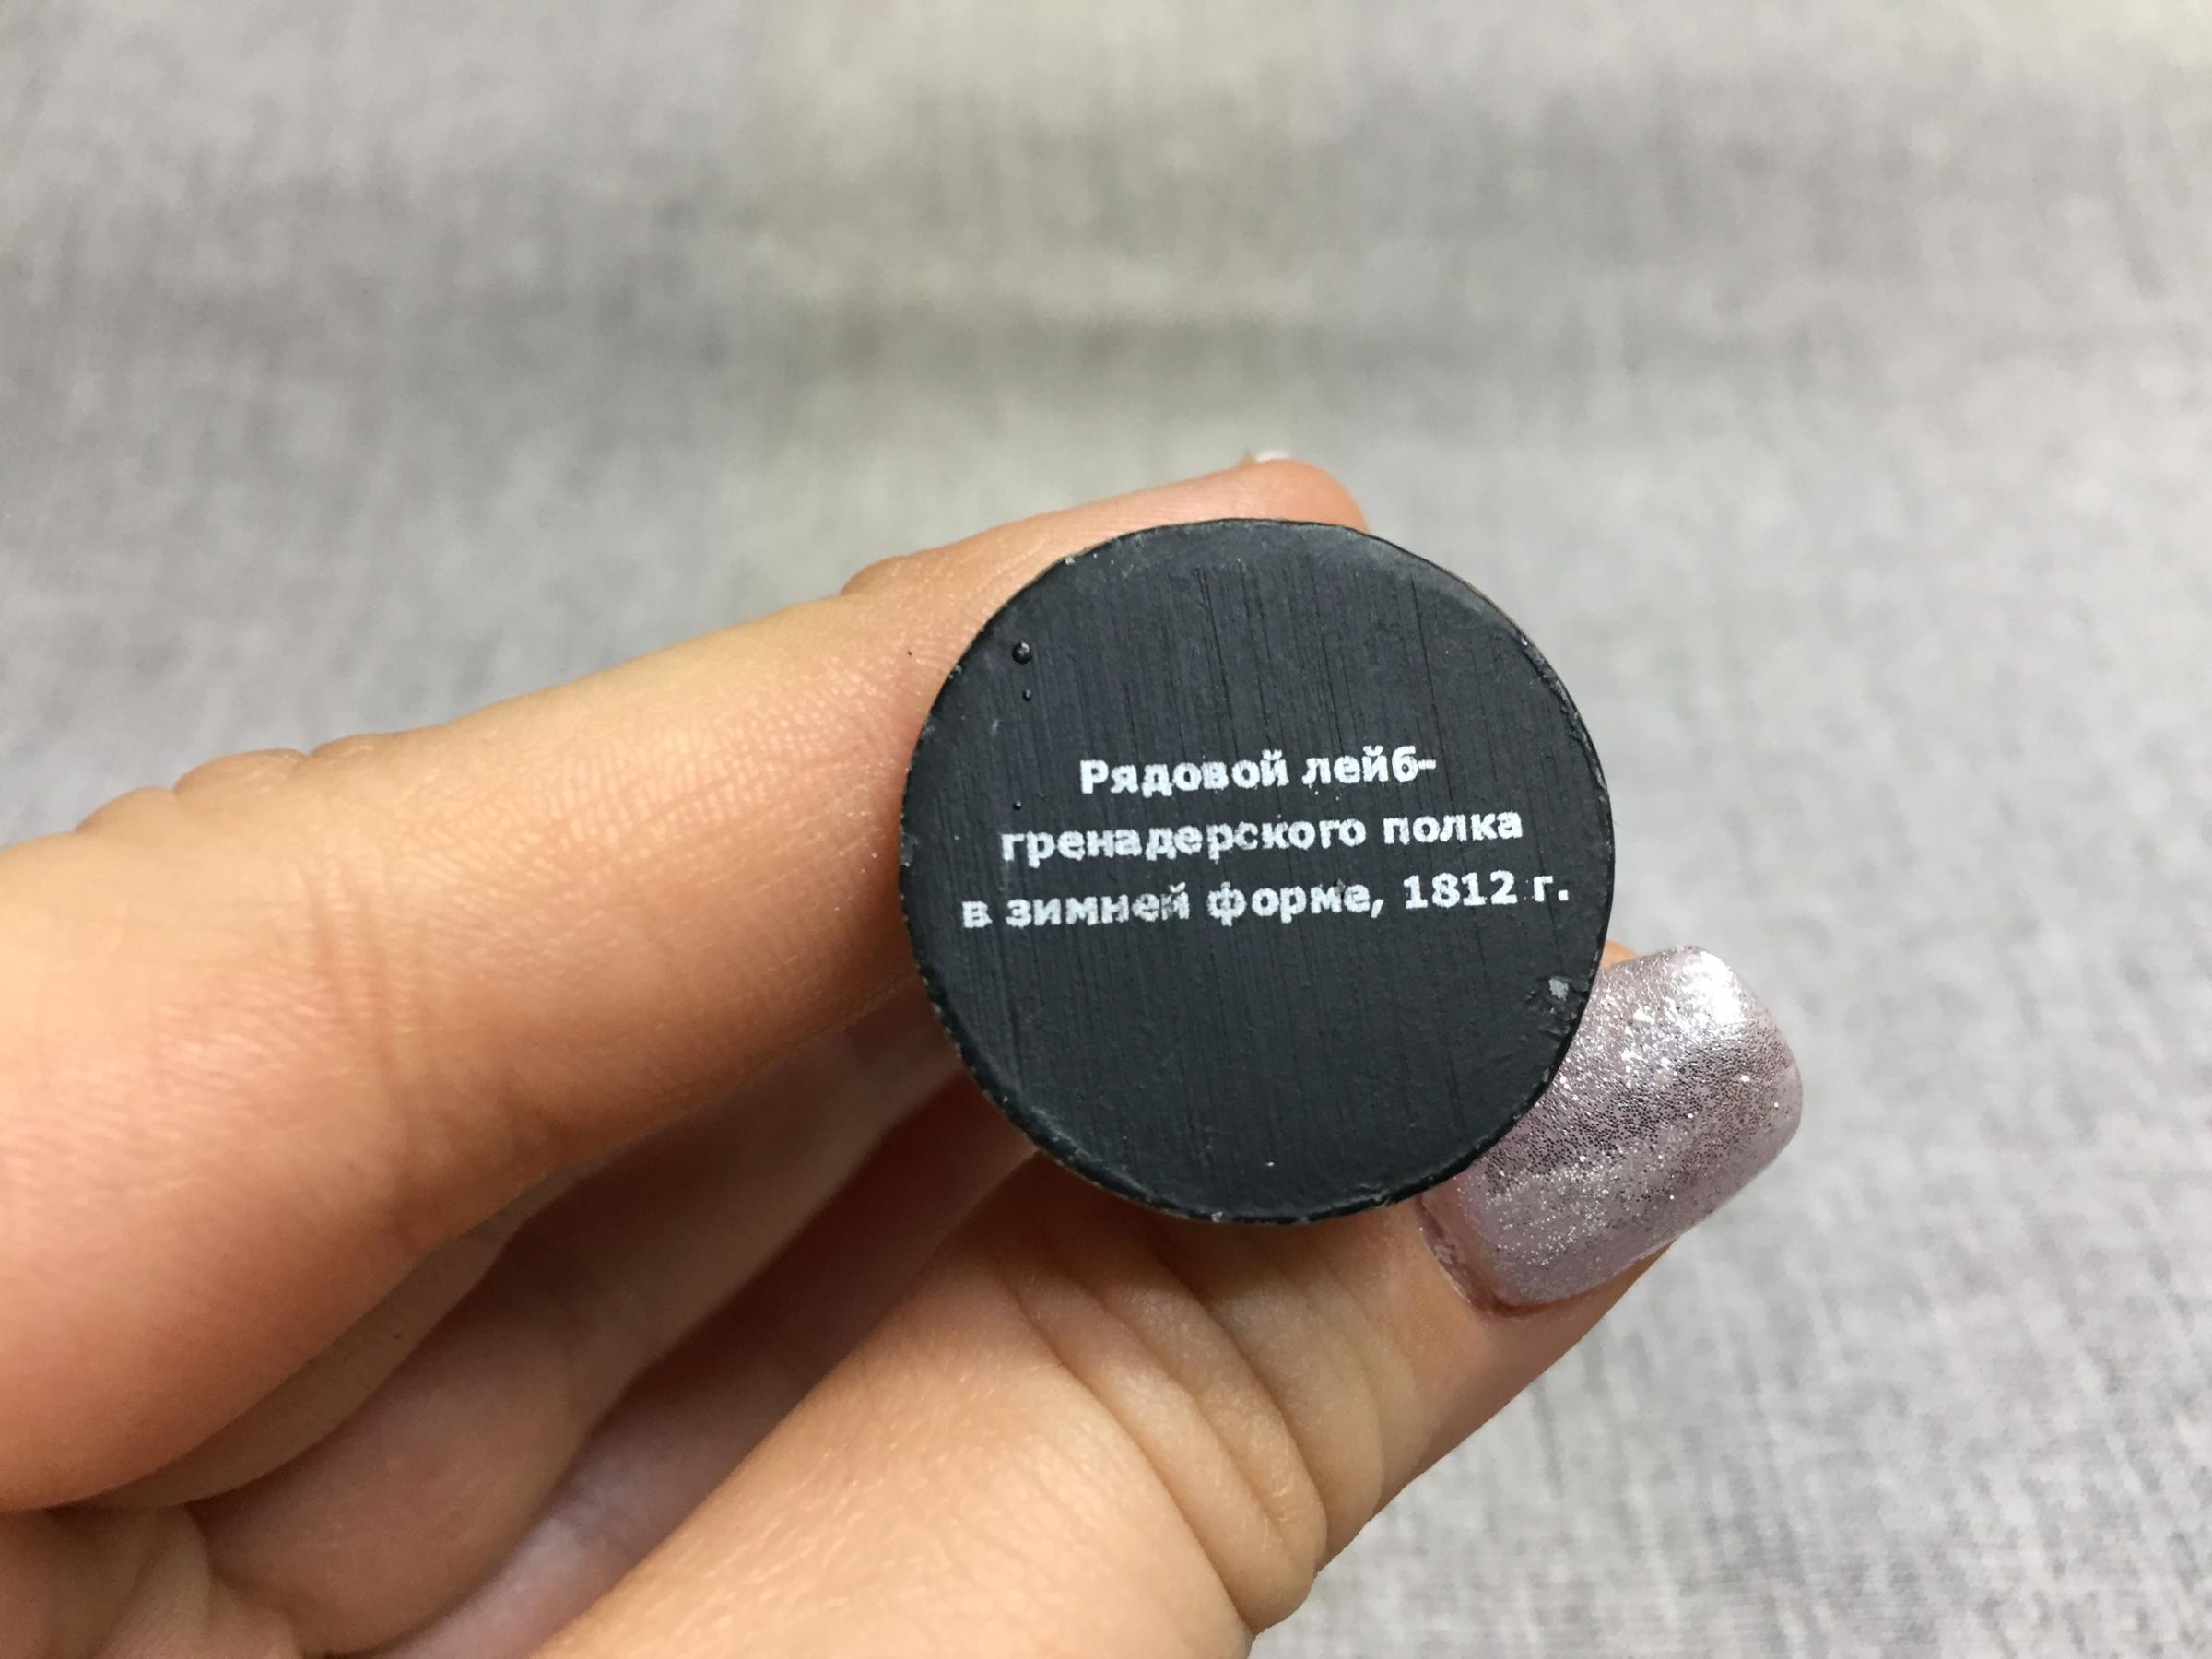 Рядовой лейб-
гренадерского полка
в зимней форме, 1812 г.